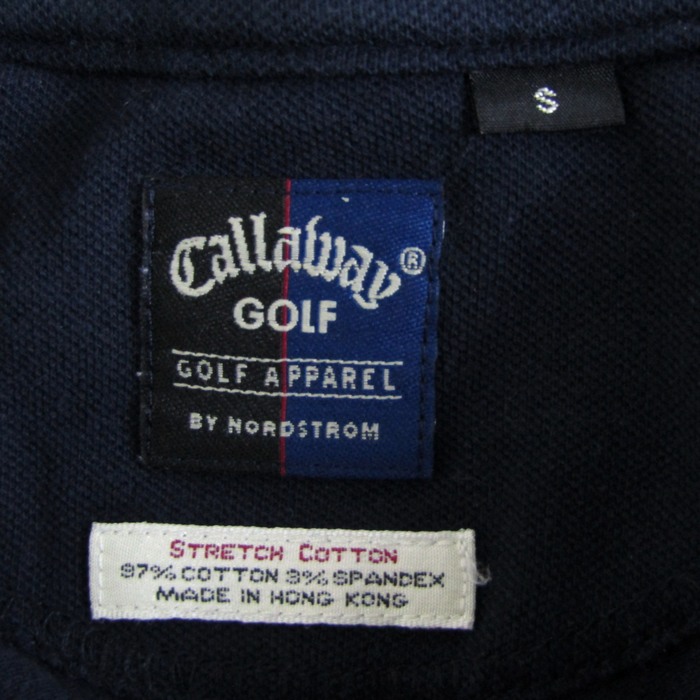 S
Callaway®
GOLF
GOLF APPAREL
BY NORDSTROM
STRETCH COTTON
97% COTTON 3% SPANDEX
MADE IN HONG KONG